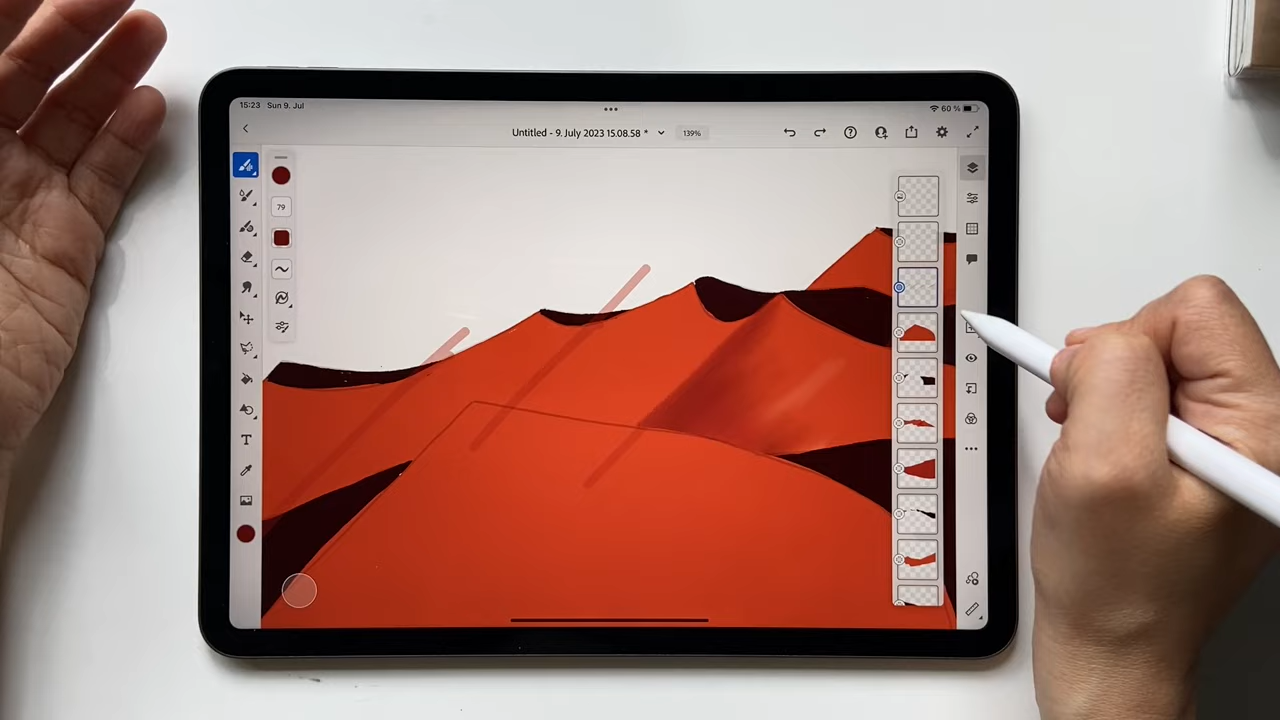 15:23 Sun 9. Jul
60 %
Untitled - 9. July 2023 15.08.58 *
139%
79
T